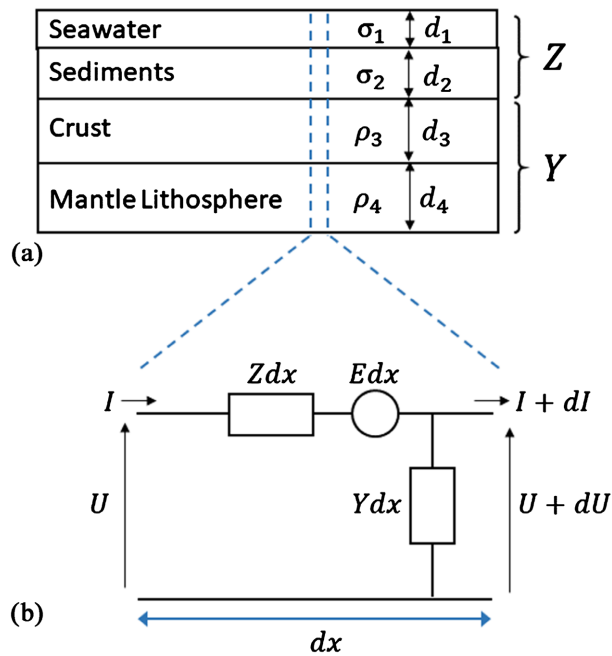 Seawater σ₁ d₁
Z
Sediments σ₂ d₂
Crust ρ₃ d₃
Y
Mantle Lithosphere ρ₄ d₄
(a)
Zdx Edx
I I + dI
U Ydx U + dU
(b)
dx